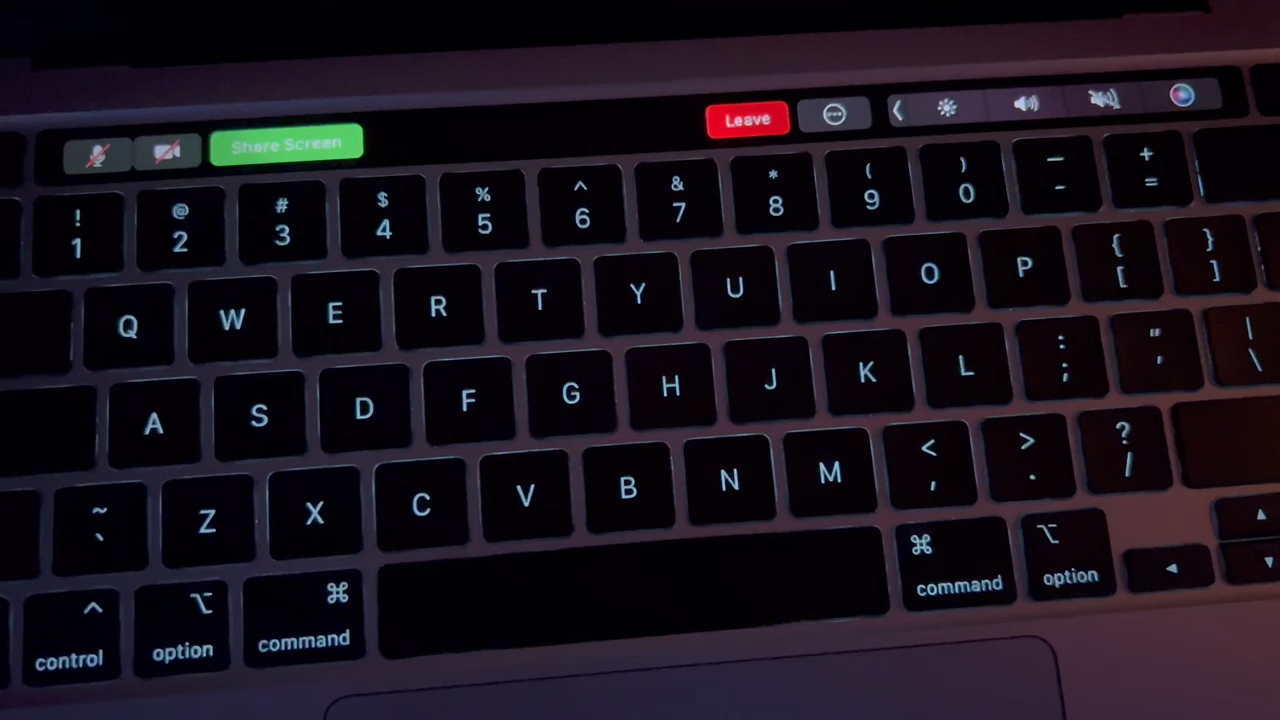 Share Screen Leave
! @ # $ % ^ & * ( ) — +
1 2 3 4 5 6 7 8 9 0 - =
Q W E R T Y U I O P { }
[ ]
A S D F G H J K L : " |
; ' \
~ Z X C V B N M < > ?
` , . /
^ ⌥ ⌘ ⌘ ⌥
control option command command option